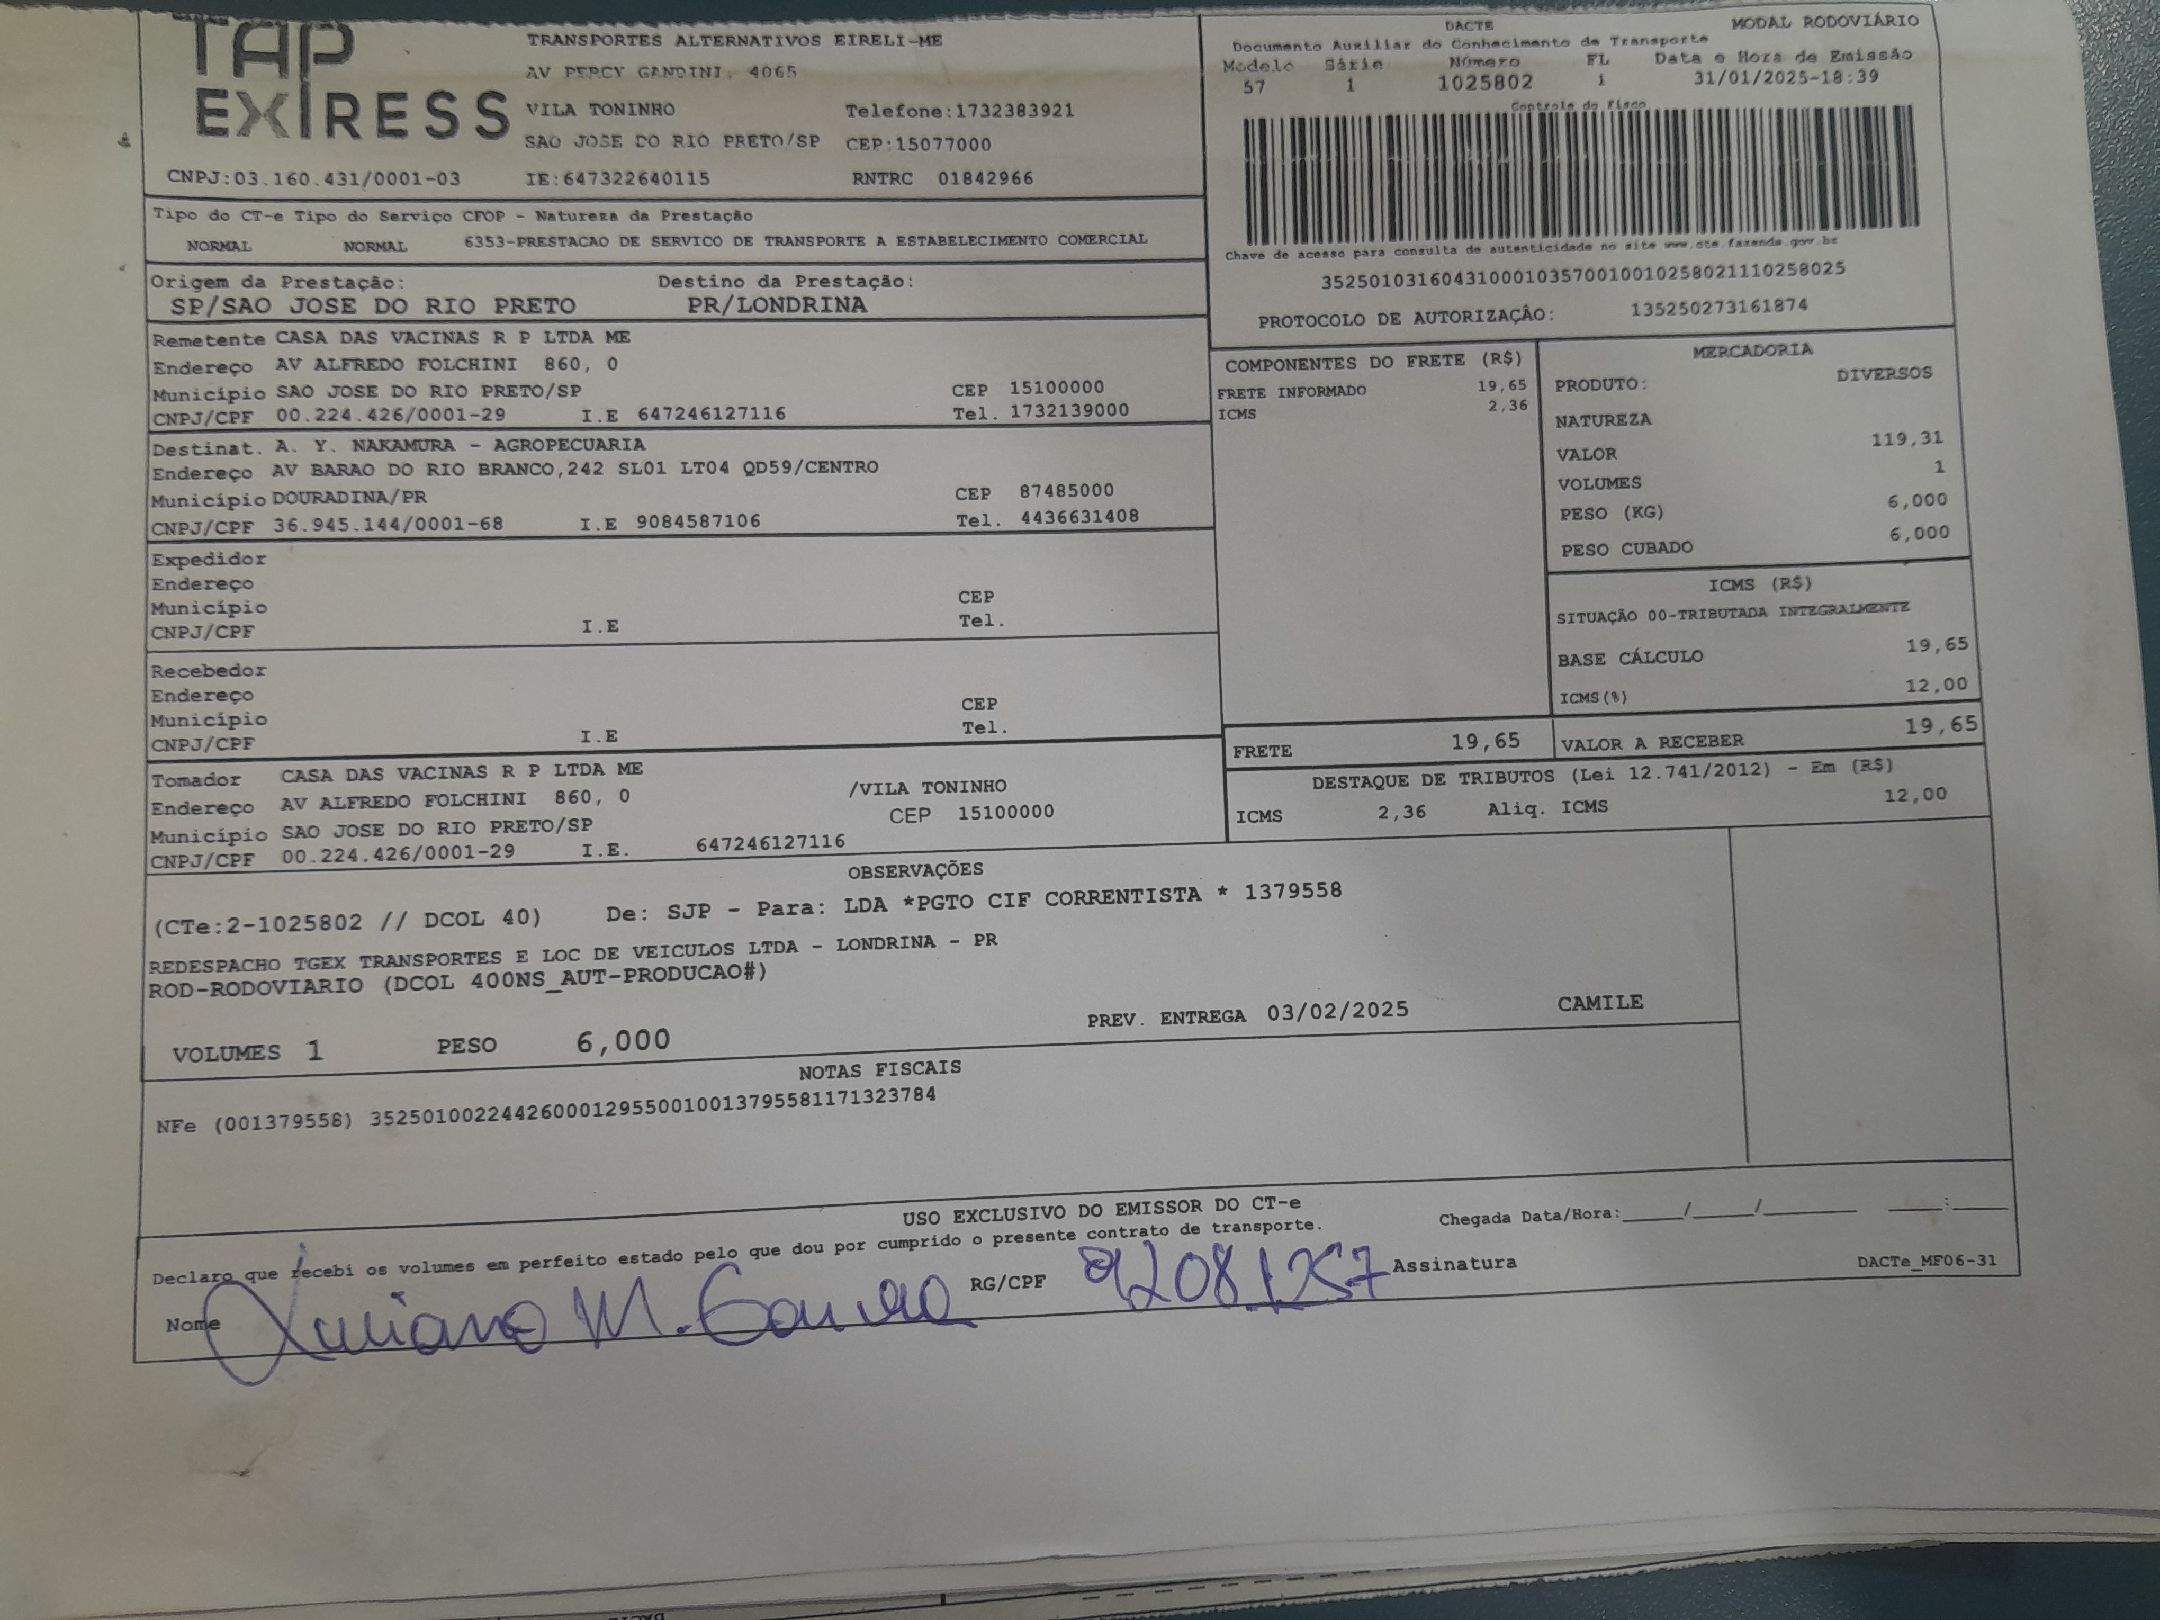 TAP
EXPRESS
TRANSPORTES ALTERNATIVOS EIRELI-ME
AV PERCY GANDINI, 4065
VILA TONINHO Telefone:1732383921
SAO JOSE DO RIO PRETO/SP CEP:15077000
CNPJ:03.160.431/0001-03 IE:647322640115 RNTRC 01842966
DACTE MODAL RODOVIÁRIO
Documento Auxiliar do Conhecimento de Transporte
Modelo Série Número FL Data e Hora de Emissão
57 1 1025802 1 31/01/2025-18:39
Controle do Fisco
Chave de acesso para consulta de autenticidade no site www.cte.fazenda.gov.br
35250103160431000103570010010258021110258025
PROTOCOLO DE AUTORIZAÇÂO: 135250273161874
Tipo do CT-e Tipo do Serviço CFOP - Natureza da Prestação
NORMAL NORMAL 6353-PRESTACAO DE SERVICO DE TRANSPORTE A ESTABELECIMENTO COMERCIAL
Origem da Prestação: Destino da Prestação:
SP/SAO JOSE DO RIO PRETO PR/LONDRINA
Remetente CASA DAS VACINAS R P LTDA ME
Endereço AV ALFREDO FOLCHINI 860, 0
Município SAO JOSE DO RIO PRETO/SP CEP 15100000
CNPJ/CPF 00.224.426/0001-29 I.E 647246127116 Tel. 1732139000
Destinat. A. Y. NAKAMURA - AGROPECUARIA
Endereço AV BARAO DO RIO BRANCO,242 SL01 LT04 QD59/CENTRO
Município DOURADINA/PR CEP 87485000
CNPJ/CPF 36.945.144/0001-68 I.E 9084587106 Tel. 4436631408
Expedidor
Endereço
Município CEP
CNPJ/CPF I.E Tel.
Recebedor
Endereço
Município CEP
CNPJ/CPF I.E Tel.
Tomador CASA DAS VACINAS R P LTDA ME
Endereço AV ALFREDO FOLCHINI 860, 0 /VILA TONINHO
Município SAO JOSE DO RIO PRETO/SP CEP 15100000
CNPJ/CPF 00.224.426/0001-29 I.E. 647246127116
COMPONENTES DO FRETE (R$)
FRETE INFORMADO 19,65
ICMS 2,36
MERCADORIA
PRODUTO: DIVERSOS
NATUREZA
VALOR 119,31
VOLUMES 1
PESO (KG) 6,000
PESO CUBADO 6,000
ICMS (R$)
SITUAÇÃO 00-TRIBUTADA INTEGRALMENTE
BASE CÁLCULO 19,65
ICMS(%) 12,00
FRETE 19,65 VALOR A RECEBER 19,65
DESTAQUE DE TRIBUTOS (Lei 12.741/2012) - Em (R$)
ICMS 2,36 Aliq. ICMS 12,00
OBSERVAÇÕES
(CTe:2-1025802 // DCOL 40) De: SJP - Para: LDA *PGTO CIF CORRENTISTA * 1379558
REDESPACHO TGEX TRANSPORTES E LOC DE VEICULOS LTDA - LONDRINA - PR
ROD-RODOVIARIO (DCOL 400NS_AUT-PRODUCAO#)
PREV. ENTREGA 03/02/2025 CAMILE
VOLUMES 1 PESO 6,000
NOTAS FISCAIS
NFe (001379558) 35250100224426000129550010013795581171323784
USO EXCLUSIVO DO EMISSOR DO CT-e
Declaro que recebi os volumes em perfeito estado pelo que dou por cumprido o presente contrato de transporte. Chegada Data/Hora:_____/_____/________ _____:_____
Nome Luciano M. RG/CPF Assinatura DACTe_MF06-31